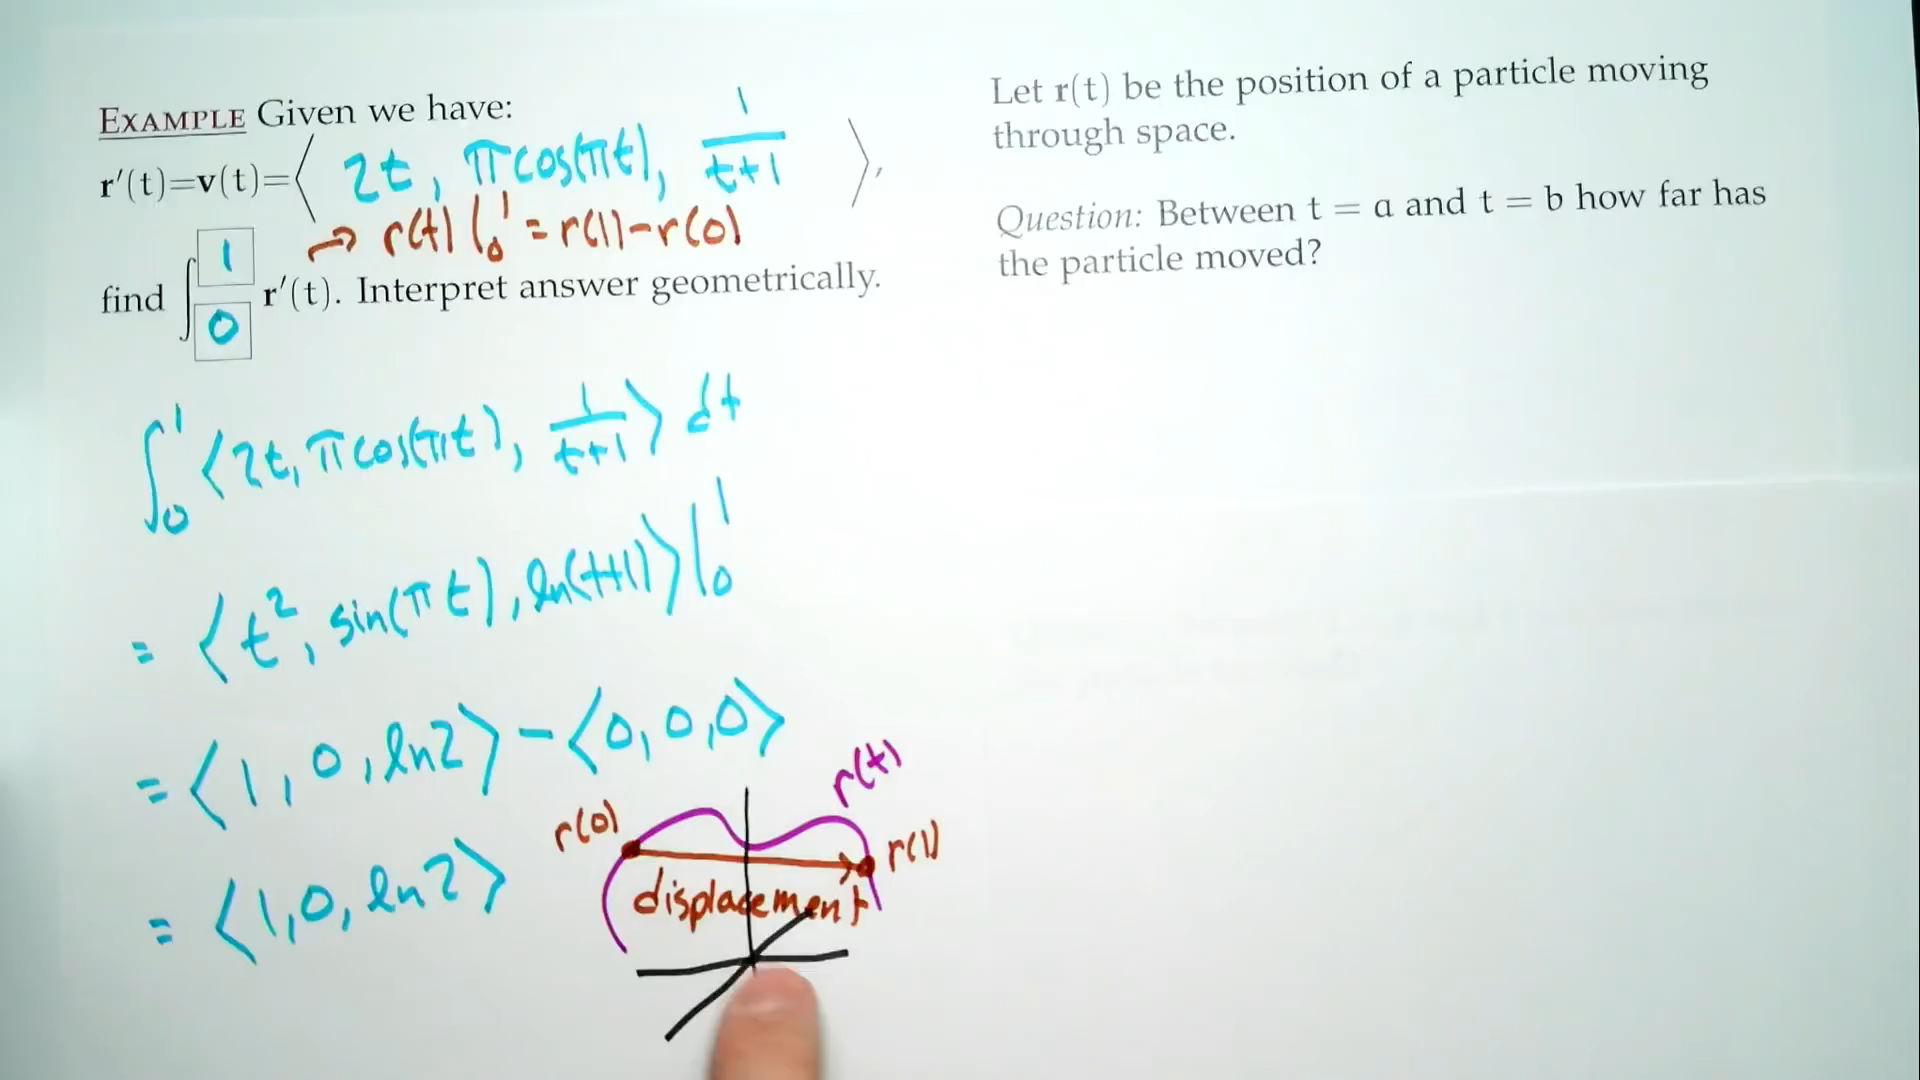 EXAMPLE Given we have:
r′(t)=v(t)=⟨ 2t, π cos(πt), 1/(t+1) ⟩,
→ r(t)|₀¹ = r(1)-r(0)
find ∫₀¹ r′(t). Interpret answer geometrically.
∫₀¹ ⟨2t, π cos(πt), 1/(t+1)⟩ dt
= ⟨t², sin(πt), ln(t+1)⟩|₀¹
= ⟨1, 0, ln2⟩ - ⟨0, 0, 0⟩
= ⟨1, 0, ln2⟩
r(t)
r(0)
r(1)
displacement
Let r(t) be the position of a particle moving
through space.
Question: Between t = a and t = b how far has
the particle moved?